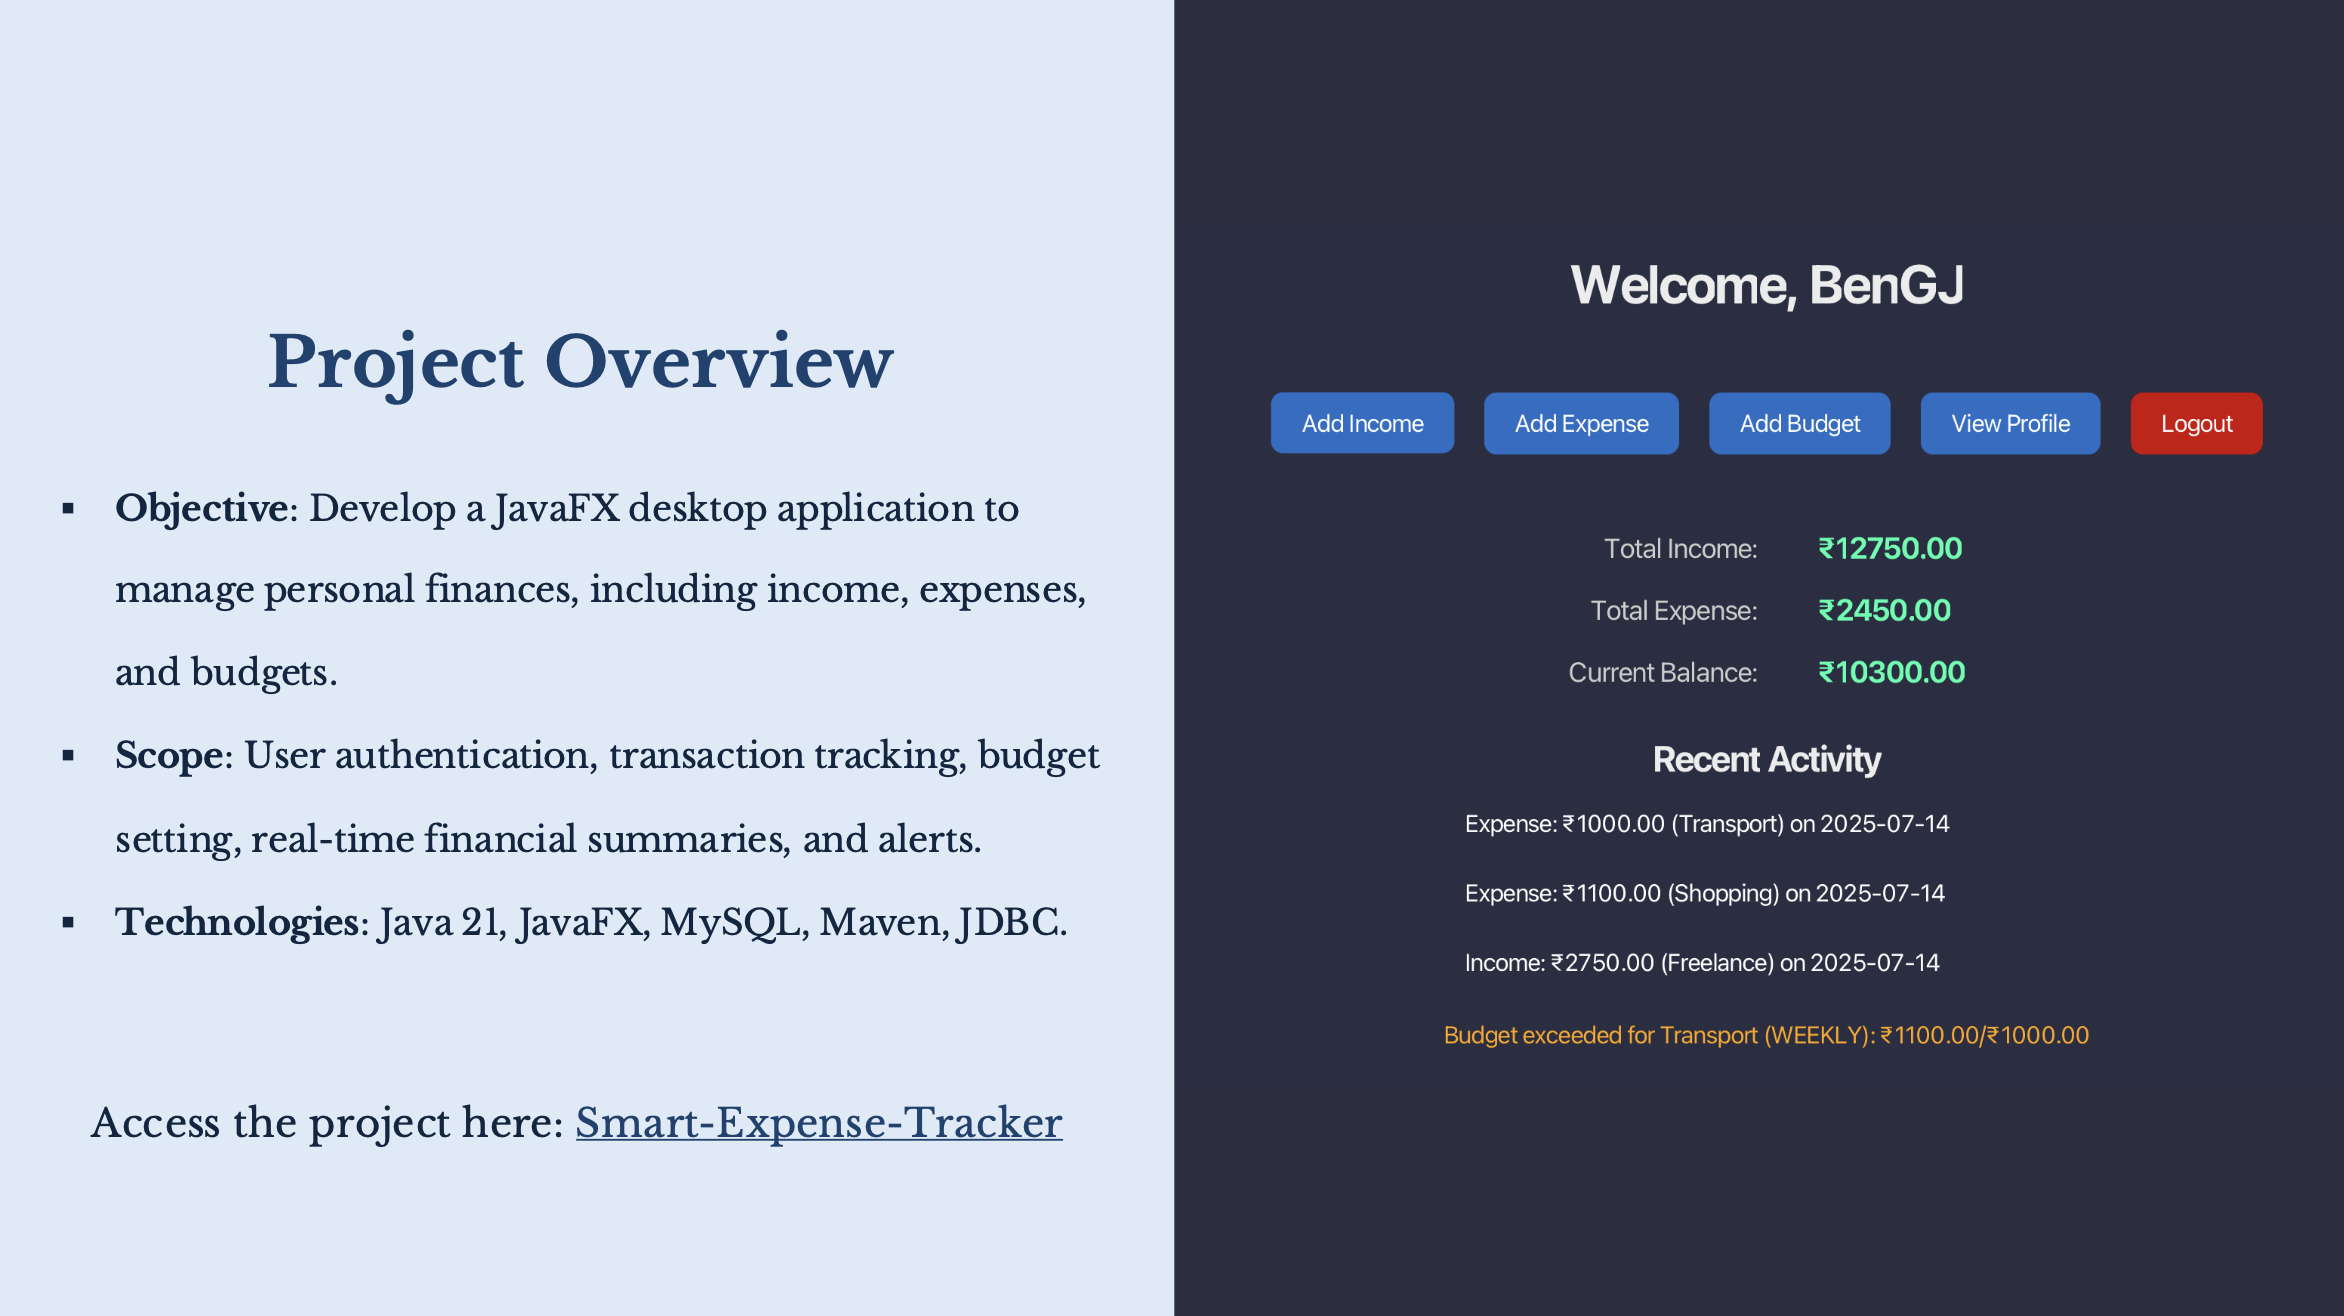 Project Overview
▪ Objective: Develop a JavaFX desktop application to
manage personal finances, including income, expenses,
and budgets.
▪ Scope: User authentication, transaction tracking, budget
setting, real-time financial summaries, and alerts.
▪ Technologies: Java 21, JavaFX, MySQL, Maven, JDBC.
Access the project here: Smart-Expense-Tracker
Welcome, BenGJ
Add Income Add Expense Add Budget View Profile Logout
Total Income: ₹12750.00
Total Expense: ₹2450.00
Current Balance: ₹10300.00
Recent Activity
Expense: ₹1000.00 (Transport) on 2025-07-14
Expense: ₹1100.00 (Shopping) on 2025-07-14
Income: ₹2750.00 (Freelance) on 2025-07-14
Budget exceeded for Transport (WEEKLY): ₹1100.00/₹1000.00